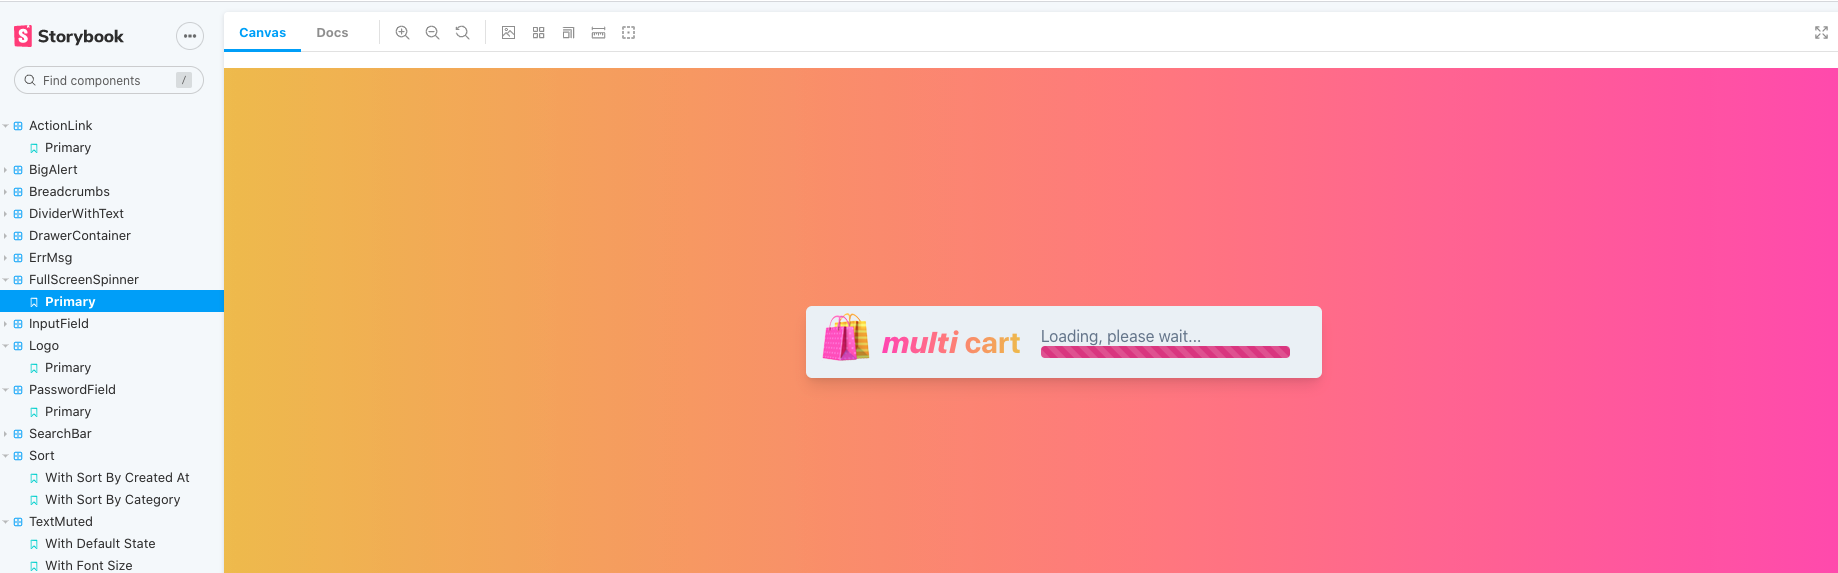 Storybook
Find components
/
ActionLink
Primary
BigAlert
Breadcrumbs
DividerWithText
DrawerContainer
ErrMsg
FullScreenSpinner
Primary
InputField
Logo
Primary
PasswordField
Primary
SearchBar
Sort
With Sort By Created At
With Sort By Category
TextMuted
With Default State
With Font Size
Canvas
Docs
multi cart
Loading, please wait...